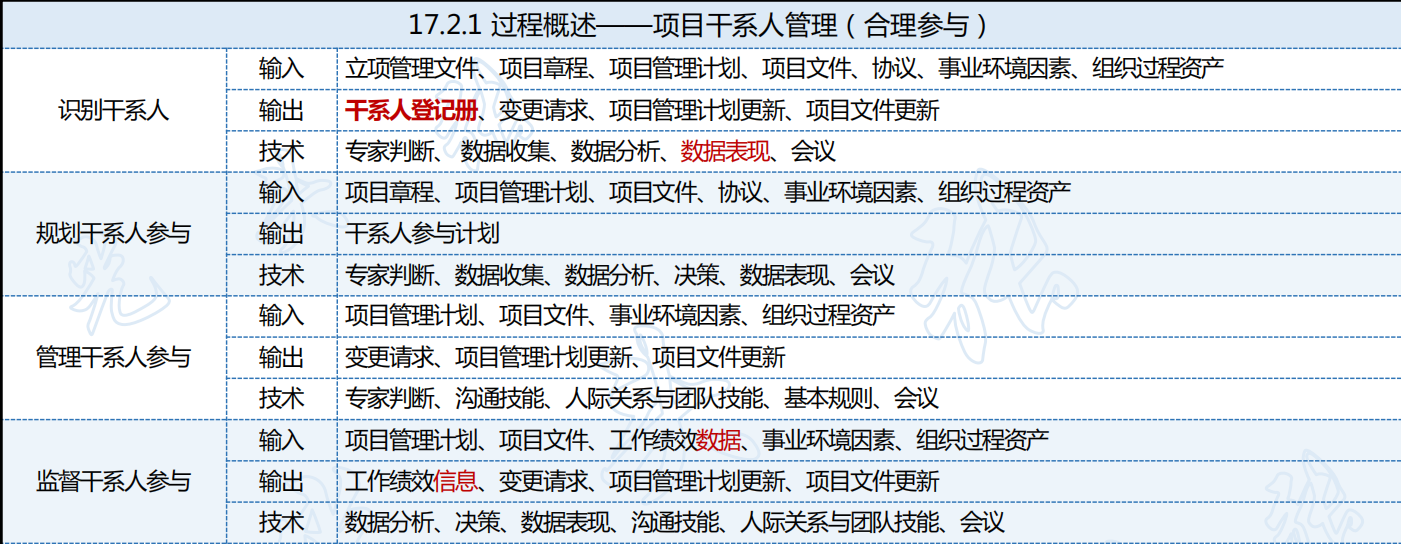 17.2.1 过程概述——项目干系人管理（合理参与）
识别干系人
输入 立项管理文件、项目章程、项目管理计划、项目文件、协议、事业环境因素、组织过程资产
输出 干系人登记册、变更请求、项目管理计划更新、项目文件更新
技术 专家判断、数据收集、数据分析、数据表现、会议
规划干系人参与
输入 项目章程、项目管理计划、项目文件、协议、事业环境因素、组织过程资产
输出 干系人参与计划
技术 专家判断、数据收集、数据分析、决策、数据表现、会议
管理干系人参与
输入 项目管理计划、项目文件、事业环境因素、组织过程资产
输出 变更请求、项目管理计划更新、项目文件更新
技术 专家判断、沟通技能、人际关系与团队技能、基本规则、会议
监督干系人参与
输入 项目管理计划、项目文件、工作绩效数据、事业环境因素、组织过程资产
输出 工作绩效信息、变更请求、项目管理计划更新、项目文件更新
技术 数据分析、决策、数据表现、沟通技能、人际关系与团队技能、会议